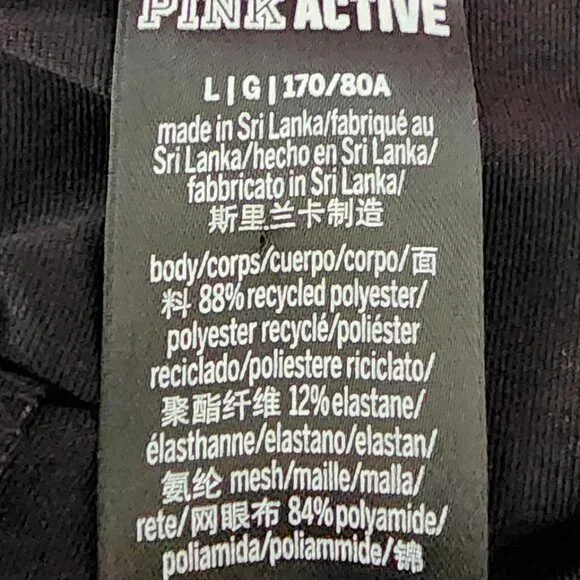 PINK ACTIVE
L | G | 170/80A
made in Sri Lanka/fabriqué au
Sri Lanka/hecho en Sri Lanka/
fabbricato in Sri Lanka/
斯里兰卡制造
body/corps/cuerpo/corpo/面
料 88% recycled polyester/
polyester recyclé/poliéster
reciclado/poliestere riciclato/
聚酯纤维 12% elastane/
élasthanne/elastano/elastan/
氨纶 mesh/maille/malla/
rete/网眼布 84% polyamide/
poliamida/poliammide/锦